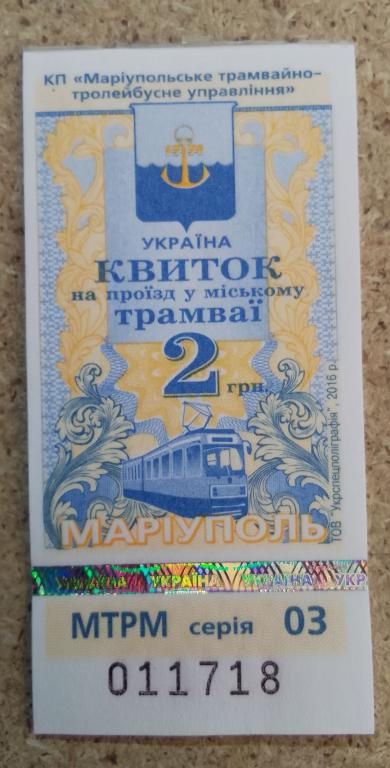 КП «Маріупольське трамвайно-
тролейбусне управління»
УКРАЇНА
КВИТОК
на проїзд у міському
трамваї
2 грн.
МАРІУПОЛЬ
ТОВ "Укрспецполіграфія", 2016 р.
УКРАЇНА УКРАЇНА УКРАЇНА УКР
МТРМ серія 03
011718